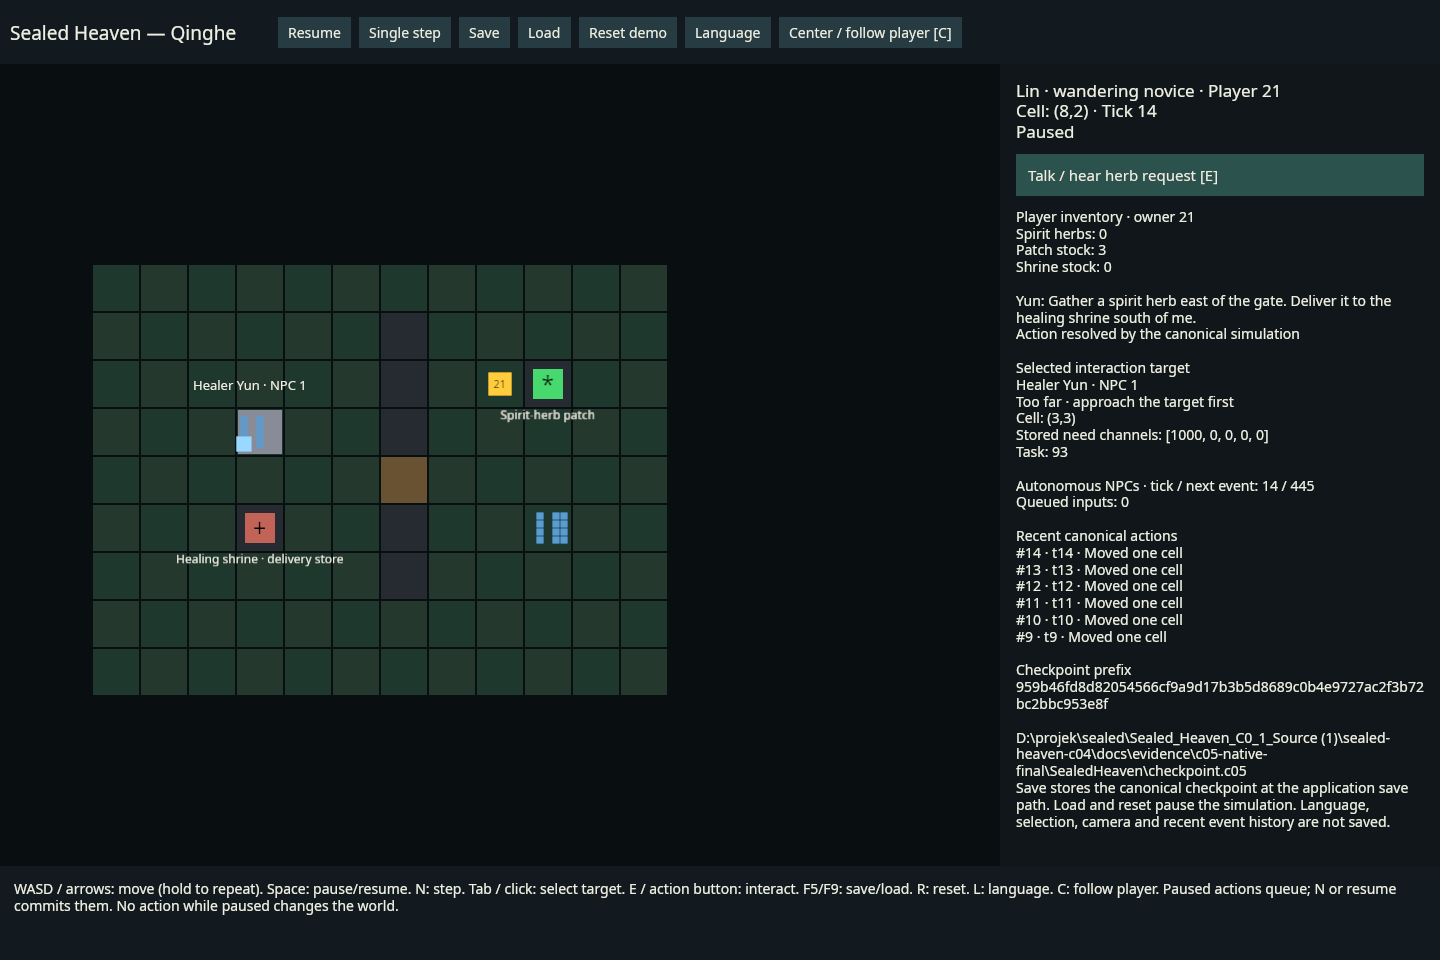 Sealed Heaven — Qinghe
Resume
Single step
Save
Load
Reset demo
Language
Center / follow player [C]
Lin · wandering novice · Player 21
Cell: (8,2) · Tick 14
Paused
Talk / hear herb request [E]
Player inventory · owner 21
Spirit herbs: 0
Patch stock: 3
Shrine stock: 0
Yun: Gather a spirit herb east of the gate. Deliver it to the
healing shrine south of me.
Action resolved by the canonical simulation
Selected interaction target
Healer Yun · NPC 1
Too far · approach the target first
Cell: (3,3)
Stored need channels: [1000, 0, 0, 0, 0]
Task: 93
Autonomous NPCs · tick / next event: 14 / 445
Queued inputs: 0
Recent canonical actions
#14 · t14 · Moved one cell
#13 · t13 · Moved one cell
#12 · t12 · Moved one cell
#11 · t11 · Moved one cell
#10 · t10 · Moved one cell
#9 · t9 · Moved one cell
Checkpoint prefix
959b46fd8d82054566cf9a9d17b3b5d8689c0b4e9727ac2f3b72
bc2bbc953e8f
D:\projek\sealed\Sealed_Heaven_C0_1_Source (1)\sealed-
heaven-c04\docs\evidence\c05-native-
final\SealedHeaven\checkpoint.c05
Save stores the canonical checkpoint at the application save
path. Load and reset pause the simulation. Language,
selection, camera and recent event history are not saved.
Healer Yun · NPC 1
21
*
Spirit herb patch
+
Healing shrine · delivery store
WASD / arrows: move (hold to repeat). Space: pause/resume. N: step. Tab / click: select target. E / action button: interact. F5/F9: save/load. R: reset. L: language. C: follow player. Paused actions queue; N or resume
commits them. No action while paused changes the world.